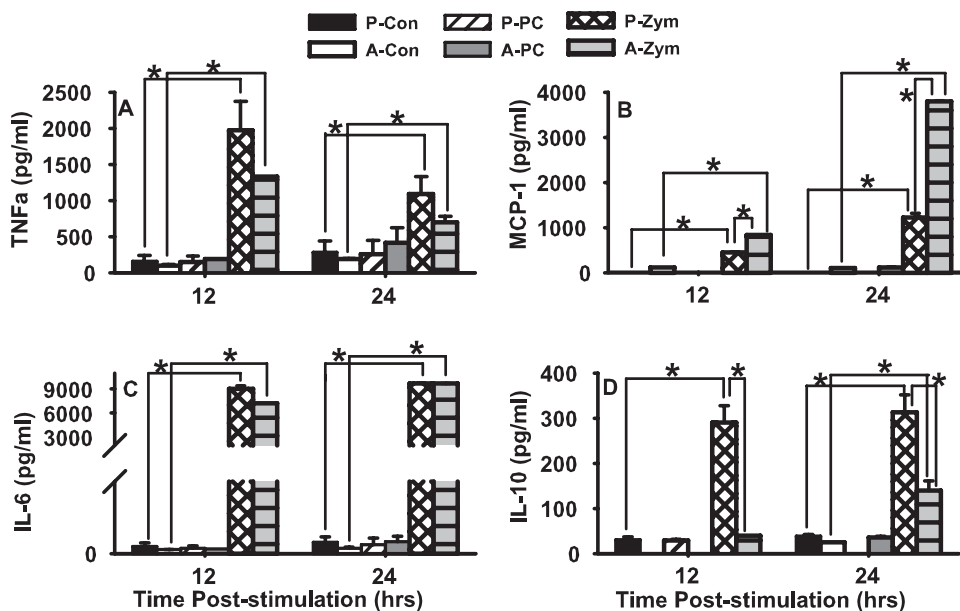 P-Con P-PC P-Zym
A-Con A-PC A-Zym
A
TNFa (pg/ml)
2500
2000
1500
1000
500
0
* * * *
12 24
B
MCP-1 (pg/ml)
4000
3000
2000
1000
0
* * * * * *
12 24
C
IL-6 (pg/ml)
9000
6000
3000
0
* * * *
12 24
Time Post-stimulation (hrs)
D
IL-10 (pg/ml)
400
300
200
100
0
* * * * *
12 24
Time Post-stimulation (hrs)